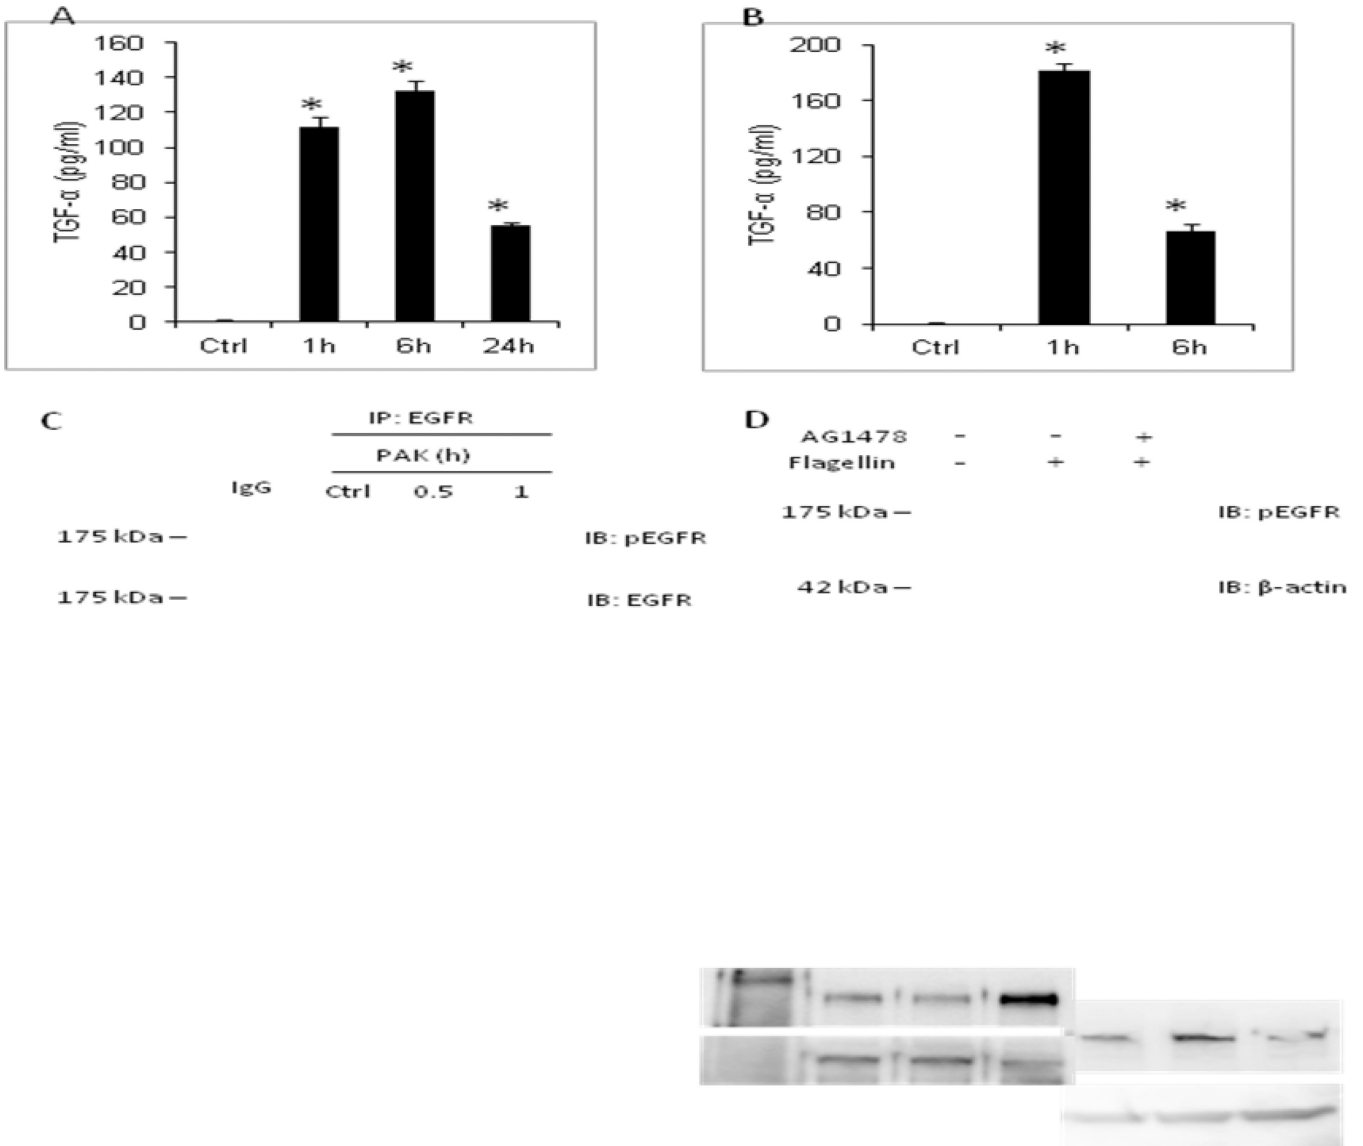 A
160
140
120
100
80
60
40
20
0
TGF-α (pg/ml)
* * *
Ctrl 1h 6h 24h
B
200
160
120
80
40
0
TGF-α (pg/ml)
* *
Ctrl 1h 6h
C
IP: EGFR
PAK (h)
IgG Ctrl 0.5 1
175 kDa – IB: pEGFR
175 kDa – IB: EGFR
D
AG1478 - - +
Flagellin - + +
175 kDa – IB: pEGFR
42 kDa – IB: β-actin